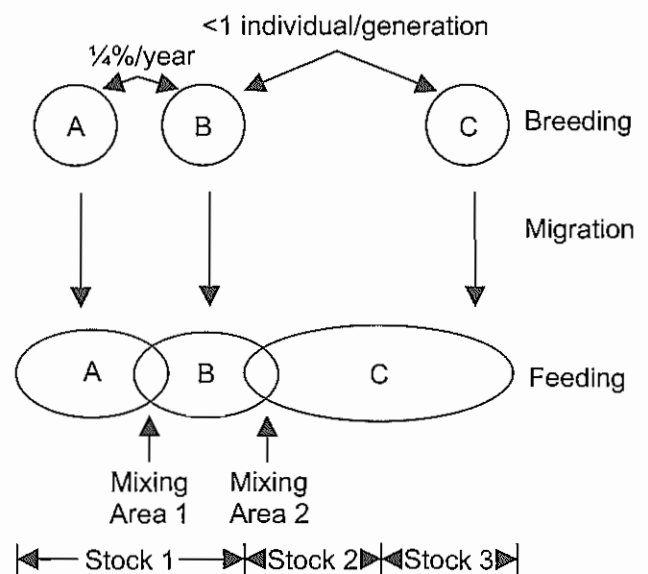 <1 individual/generation
¼%/year
A B C Breeding
Migration
A B C Feeding
Mixing Area 1
Mixing Area 2
Stock 1 Stock 2 Stock 3